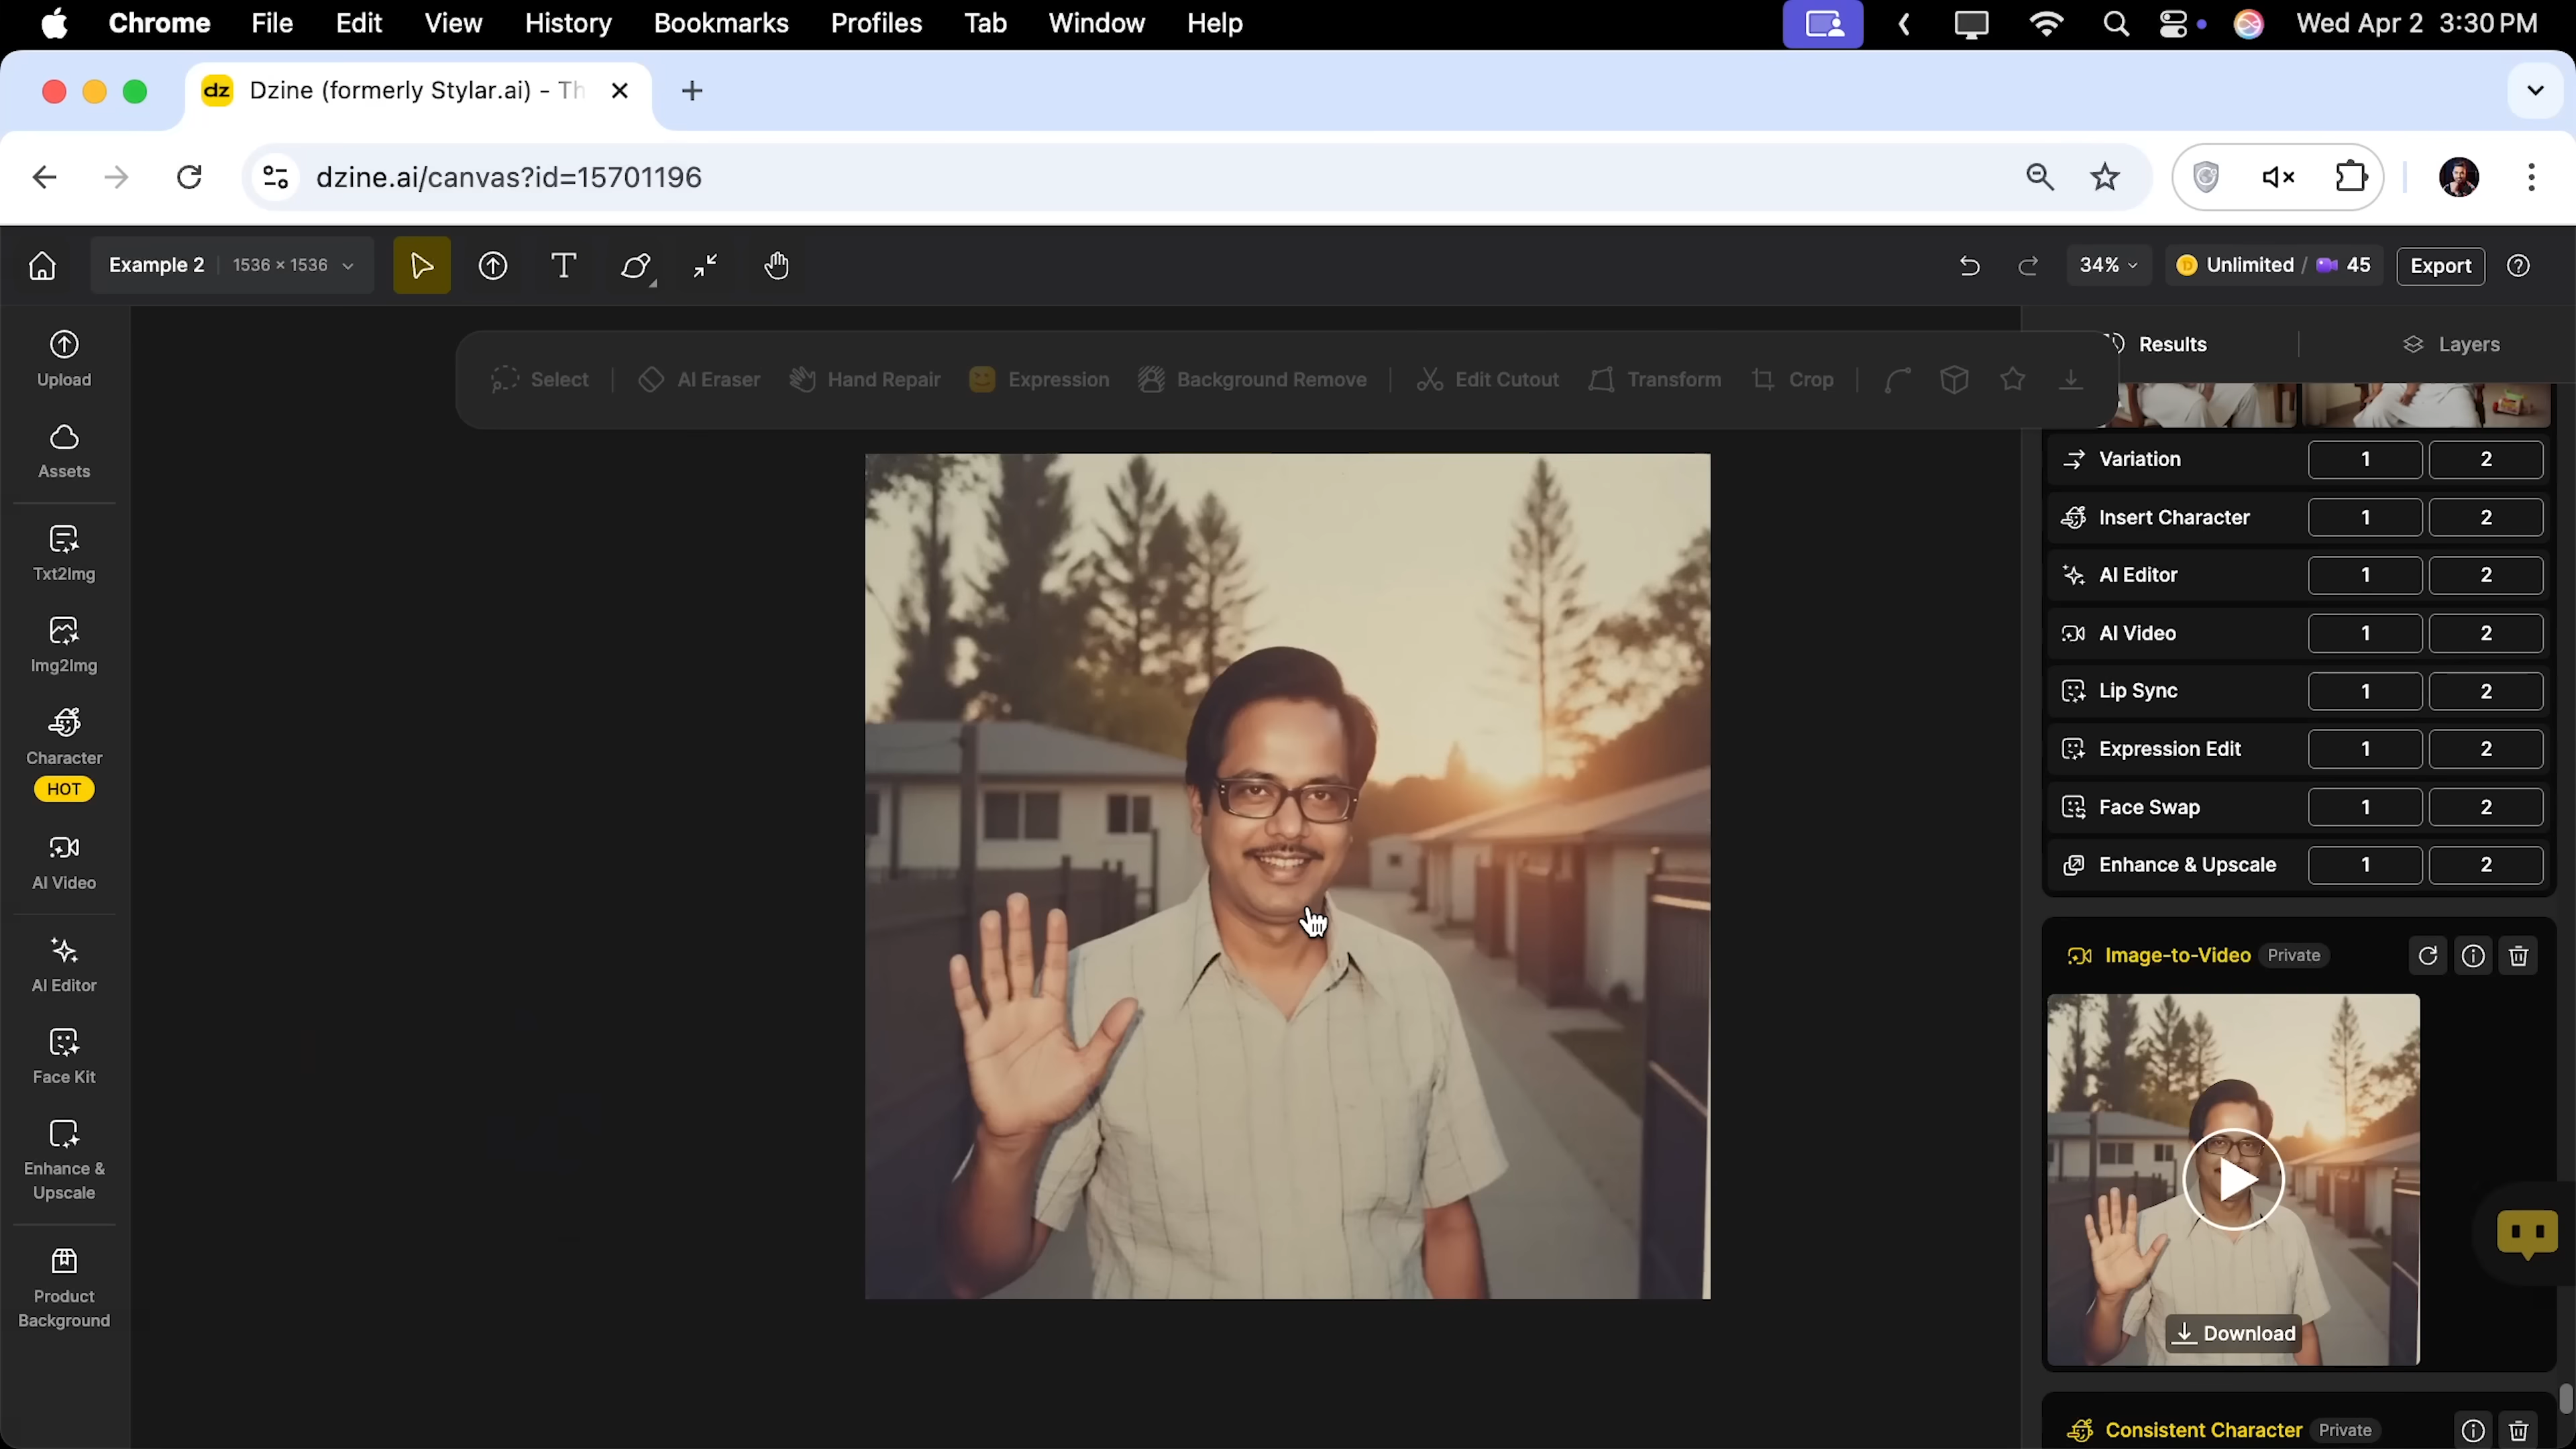 Chrome File Edit View History Bookmarks Profiles Tab Window Help Wed Apr 2 3:30 PM
dz Dzine (formerly Stylar.ai) - Th
dzine.ai/canvas?id=15701196
Example 2 1536 × 1536 T 34% Unlimited / 45 Export
Upload
Assets
Txt2Img
Img2Img
Character
HOT
AI Video
AI Editor
Face Kit
Enhance &
Upscale
Product
Background
Select AI Eraser Hand Repair Expression Background Remove Edit Cutout Transform Crop
Results Layers
Variation 1 2
Insert Character 1 2
AI Editor 1 2
AI Video 1 2
Lip Sync 1 2
Expression Edit 1 2
Face Swap 1 2
Enhance & Upscale 1 2
Image-to-Video Private
Download
Consistent Character Private